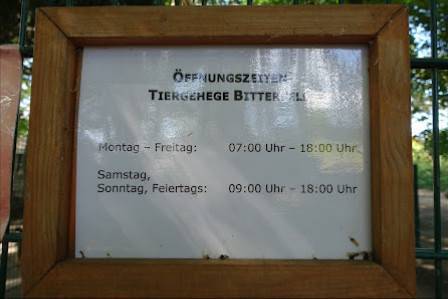 ÖFFNUNGSZEITEN
TIERGEHEGE BITTERFELD
Montag – Freitag: 07:00 Uhr – 18:00 Uhr
Samstag,
Sonntag, Feiertags: 09:00 Uhr – 18:00 Uhr